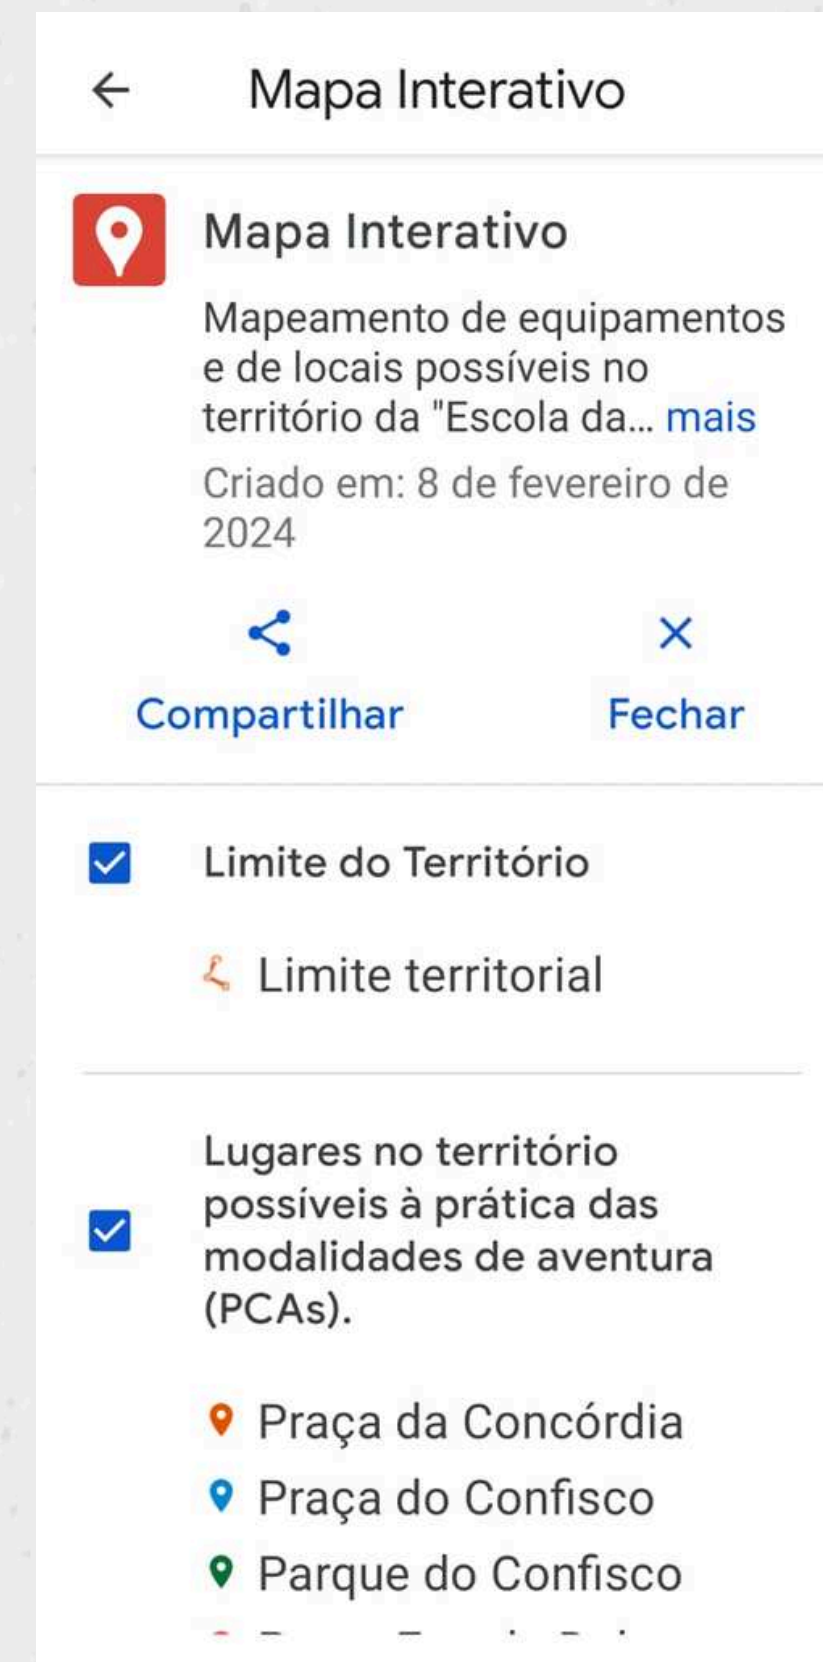 Mapa Interativo
Mapa Interativo
Mapeamento de equipamentos
e de locais possíveis no
território da "Escola da... mais
Criado em: 8 de fevereiro de
2024
Compartilhar
Fechar
Limite do Território
Limite territorial
Lugares no território
possíveis à prática das
modalidades de aventura
(PCAs).
Praça da Concórdia
Praça do Confisco
Parque do Confisco